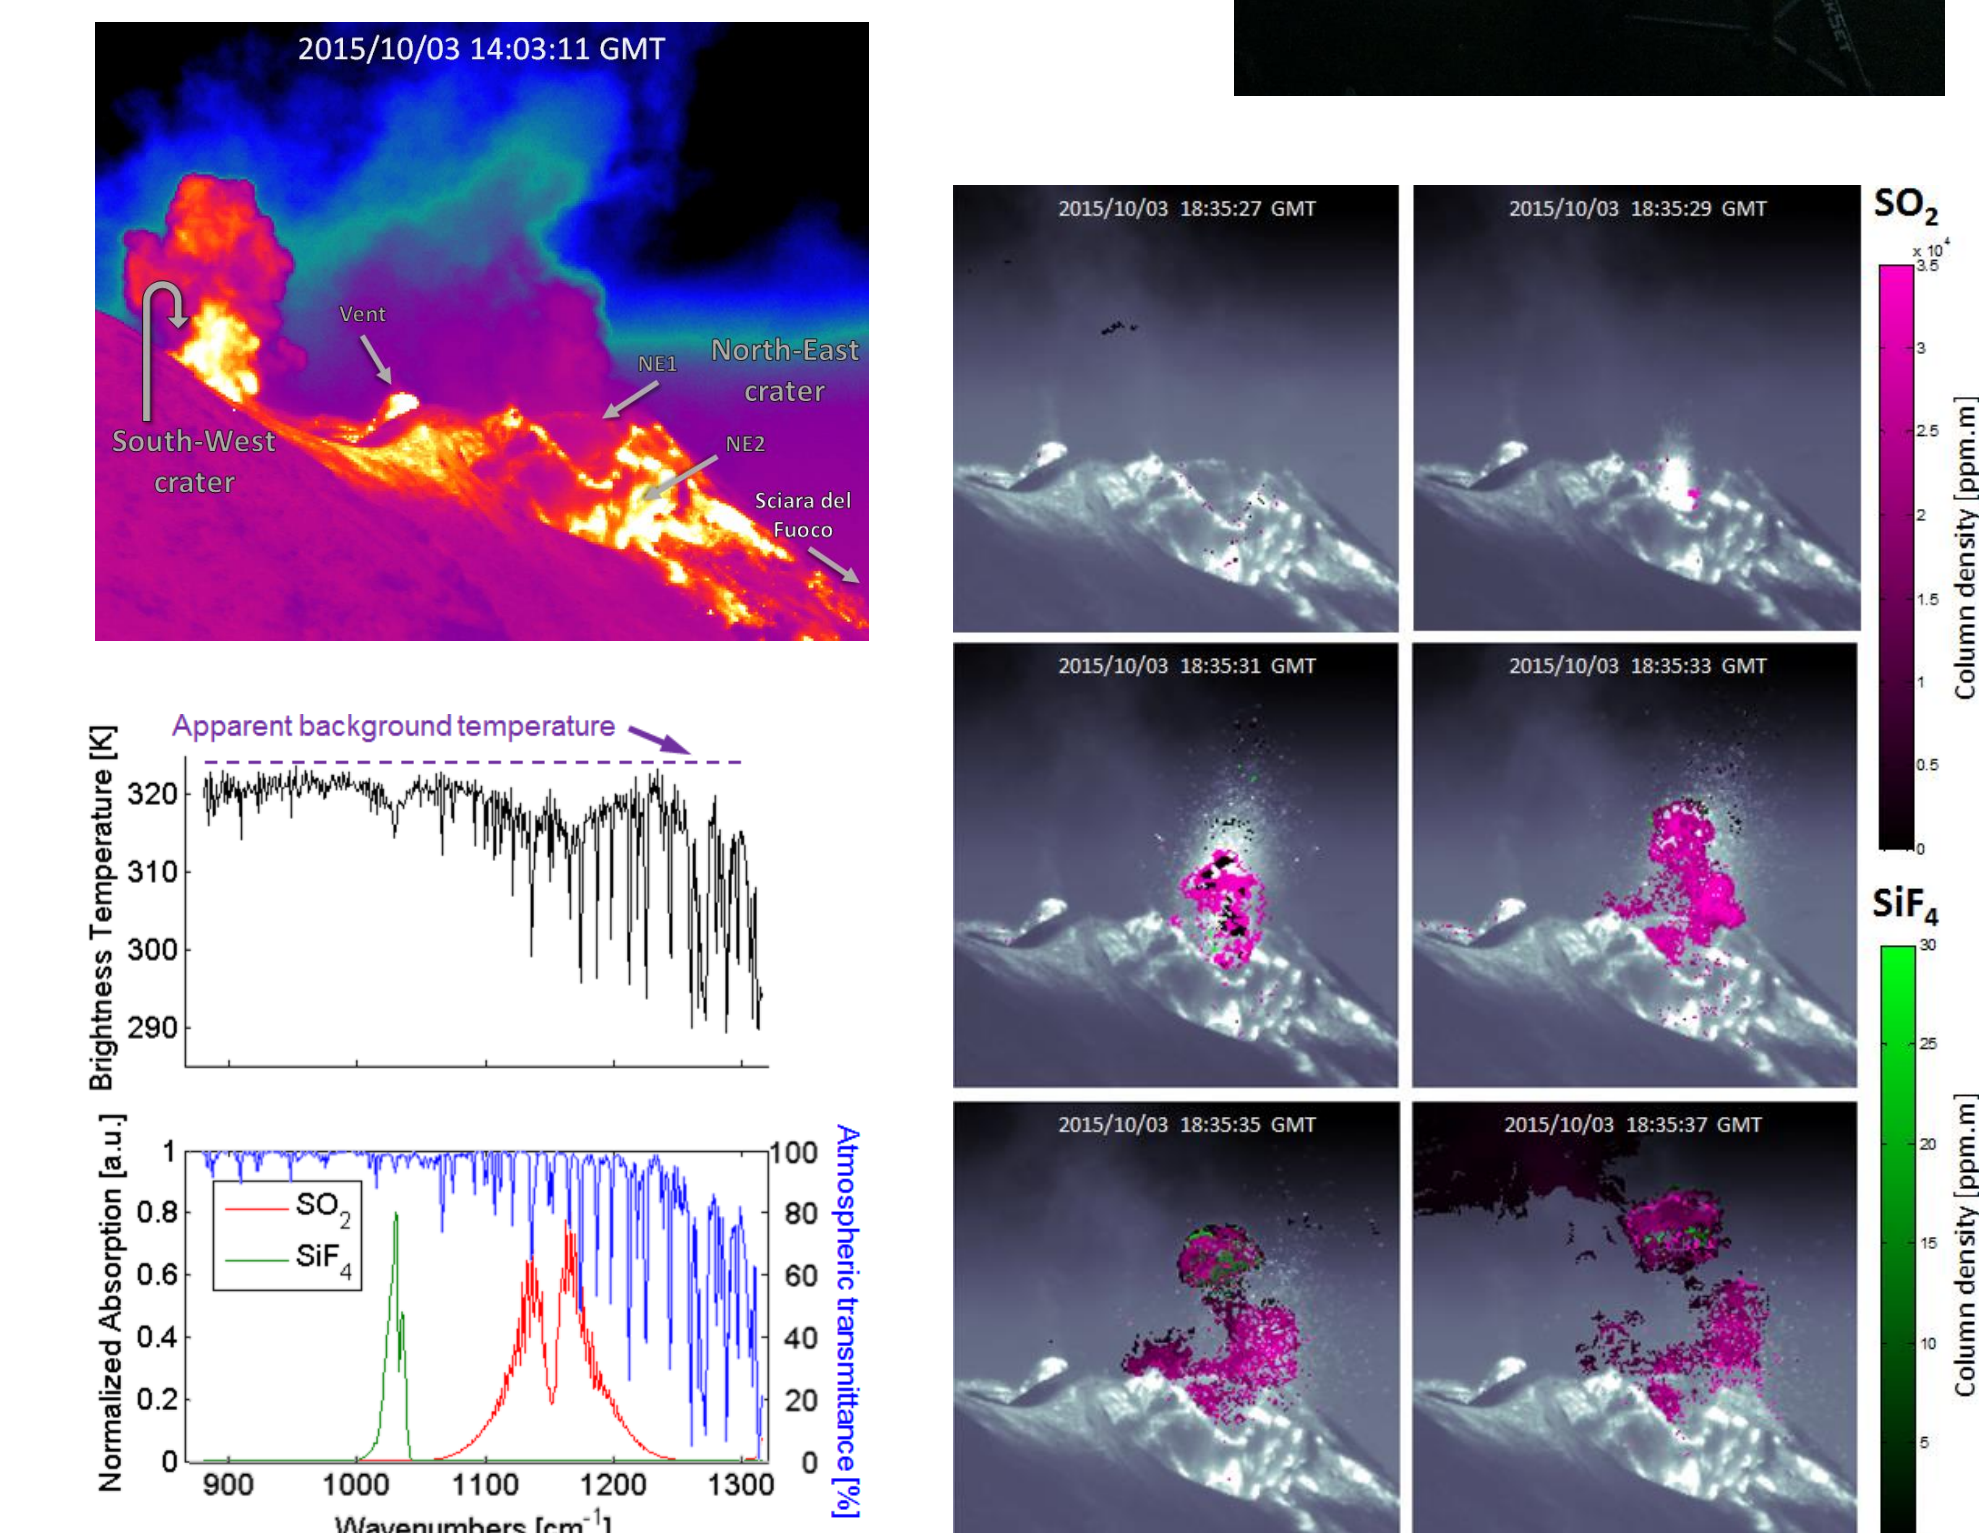 2015/10/03 14:03:11 GMT
Vent
NE1
North-East
crater
NE2
South-West
crater
Sciara del
Fuoco
Apparent background temperature
Brightness Temperature [K]
320
310
300
290
Normalized Absorption [a.u.]
1
0.8
0.6
0.4
0.2
0
SO2
SiF4
100
80
60
40
20
0
Atmospheric transmittance [%]
900 1000 1100 1200 1300
Wavenumbers [cm-1]
2015/10/03 18:35:27 GMT
2015/10/03 18:35:29 GMT
2015/10/03 18:35:31 GMT
2015/10/03 18:35:33 GMT
2015/10/03 18:35:35 GMT
2015/10/03 18:35:37 GMT
SO2
x 10^4
3.5
3
2.5
2
1.5
1
0.5
0
Column density [ppm.m]
SiF4
30
25
20
15
10
5
Column density [ppm.m]